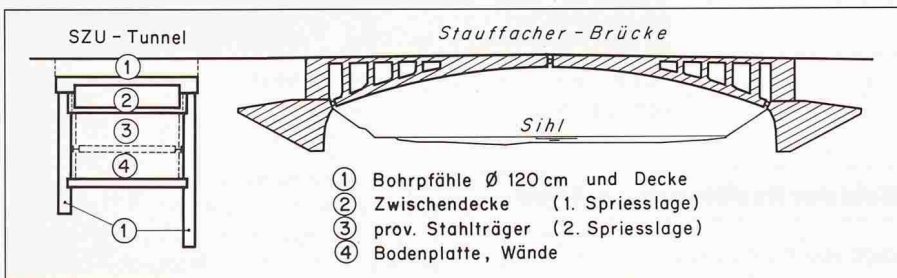 SZU - Tunnel
Stauffacher - Brücke
1
2
3
4
1
Sihl
1 Bohrpfähle Ø 120 cm und Decke
2 Zwischendecke (1. Spriesslage)
3 prov. Stahlträger (2. Spriesslage)
4 Bodenplatte, Wände